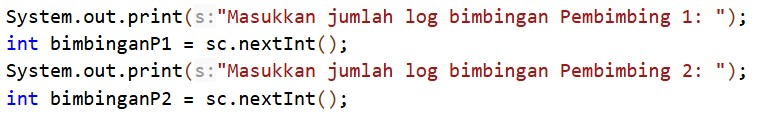 System.out.print(s:"Masukkan jumlah log bimbingan Pembimbing 1: ");
int bimbinganP1 = sc.nextInt();
System.out.print(s:"Masukkan jumlah log bimbingan Pembimbing 2: ");
int bimbinganP2 = sc.nextInt();